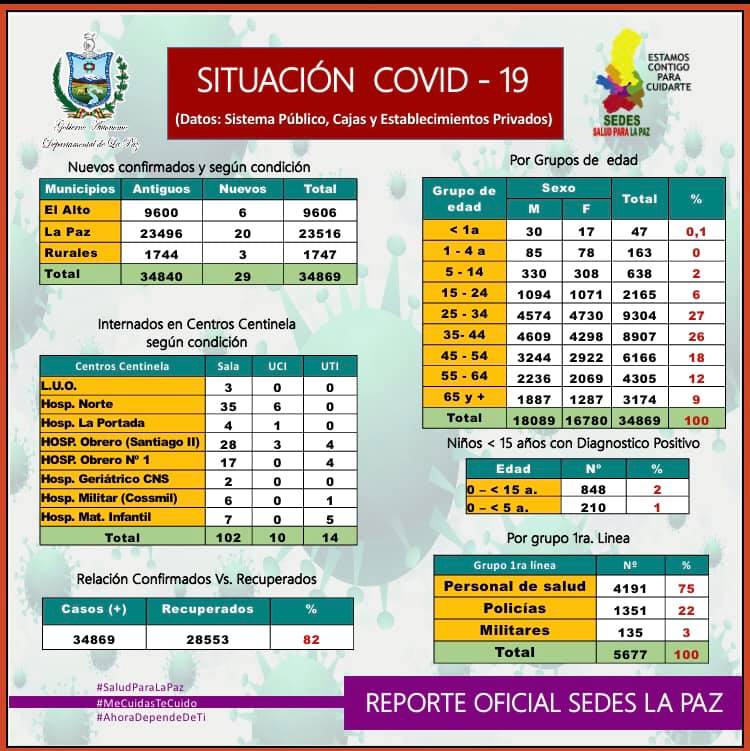 SITUACIÓN COVID - 19
(Datos: Sistema Público, Cajas y Establecimientos Privados)
Gobierno Autónomo
Departamental de La Paz
ESTAMOS
CONTIGO
PARA
CUIDARTE
SEDES
SALUD PARA LA PAZ
Nuevos confirmados y según condición
Municipios Antiguos Nuevos Total
El Alto 9600 6 9606
La Paz 23496 20 23516
Rurales 1744 3 1747
Total 34840 29 34869
Internados en Centros Centinela
según condición
Centros Centinela Sala UCI UTI
L.U.O. 3 0 0
Hosp. Norte 35 6 0
Hosp. La Portada 4 1 0
HOSP. Obrero (Santiago II) 28 3 4
HOSP. Obrero Nº 1 17 0 4
Hosp. Geriátrico CNS 2 0 0
Hosp. Militar (Cossmil) 6 0 1
Hosp. Mat. Infantil 7 0 5
Total 102 10 14
Relación Confirmados Vs. Recuperados
Casos (+) Recuperados %
34869 28553 82
Por Grupos de edad
Grupo de edad Sexo Total %
M F
< 1a 30 17 47 0,1
1 - 4 a 85 78 163 0
5 - 14 330 308 638 2
15 - 24 1094 1071 2165 6
25 - 34 4574 4730 9304 27
35- 44 4609 4298 8907 26
45 - 54 3244 2922 6166 18
55 - 64 2236 2069 4305 12
65 y + 1887 1287 3174 9
Total 18089 16780 34869 100
Niños < 15 años con Diagnostico Positivo
Edad Nº %
0 – < 15 a. 848 2
0 – < 5 a. 210 1
Por grupo 1ra. Linea
Grupo 1ra línea Nº %
Personal de salud 4191 75
Policías 1351 22
Militares 135 3
Total 5677 100
#SaludParaLaPaz
#MeCuidasTeCuido
#AhoraDependeDeTi
REPORTE OFICIAL SEDES LA PAZ